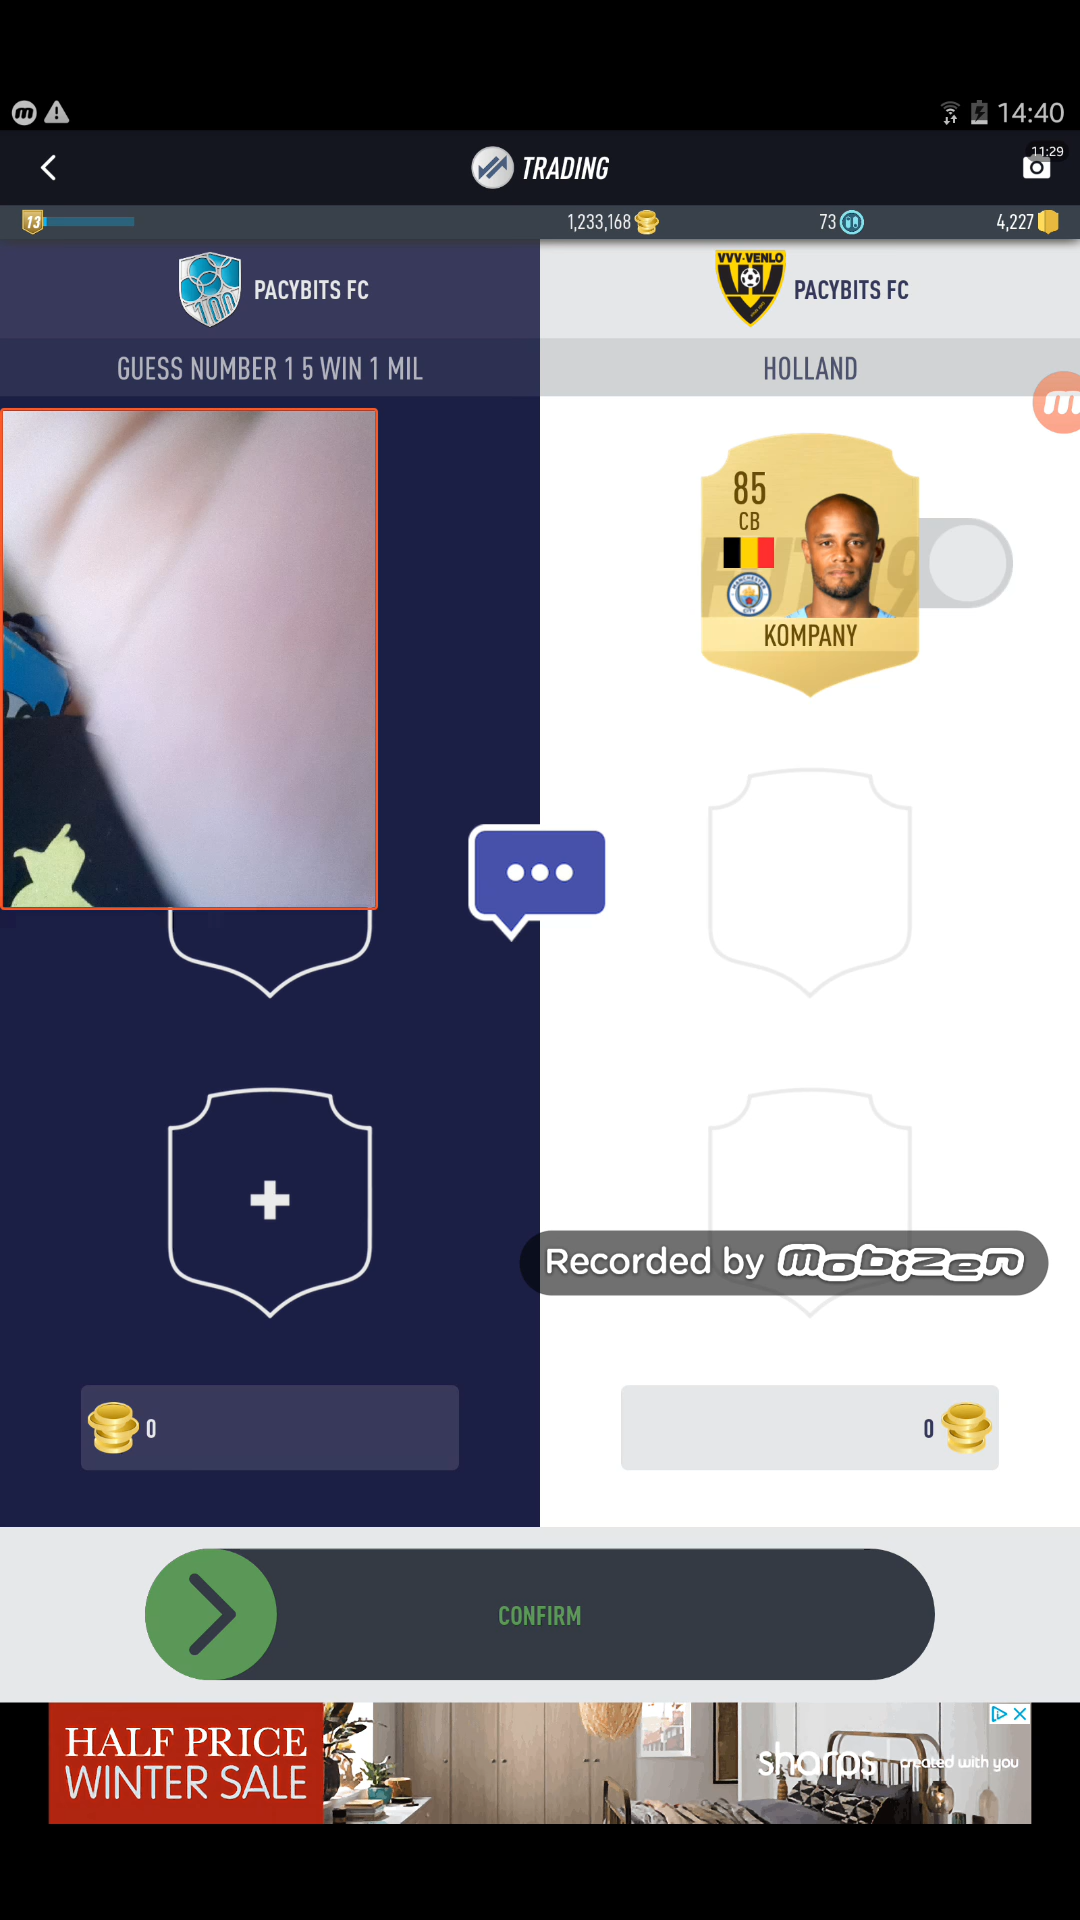 14:40
TRADING
11:29
13
1,233,168
73
4,227
PACYBITS FC
VVV-VENLO
PACYBITS FC
GUESS NUMBER 1 5 WIN 1 MIL
HOLLAND
m
85
CB
MANCHESTER
CITY
KOMPANY
Recorded by mobizen
0
0
CONFIRM
HALF PRICE
WINTER SALE
sharps created with you